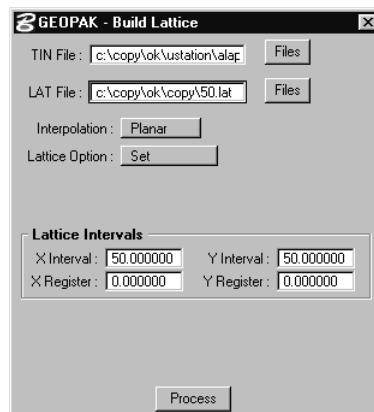 GEOPAK - Build Lattice
TIN File : c:\copy\ok\ustation\alap Files
LAT File : c:\copy\ok\copy\50.lat Files
Interpolation : Planar
Lattice Option : Set
Lattice Intervals
X Interval : 50.000000 Y Interval : 50.000000
X Register : 0.000000 Y Register : 0.000000
Process